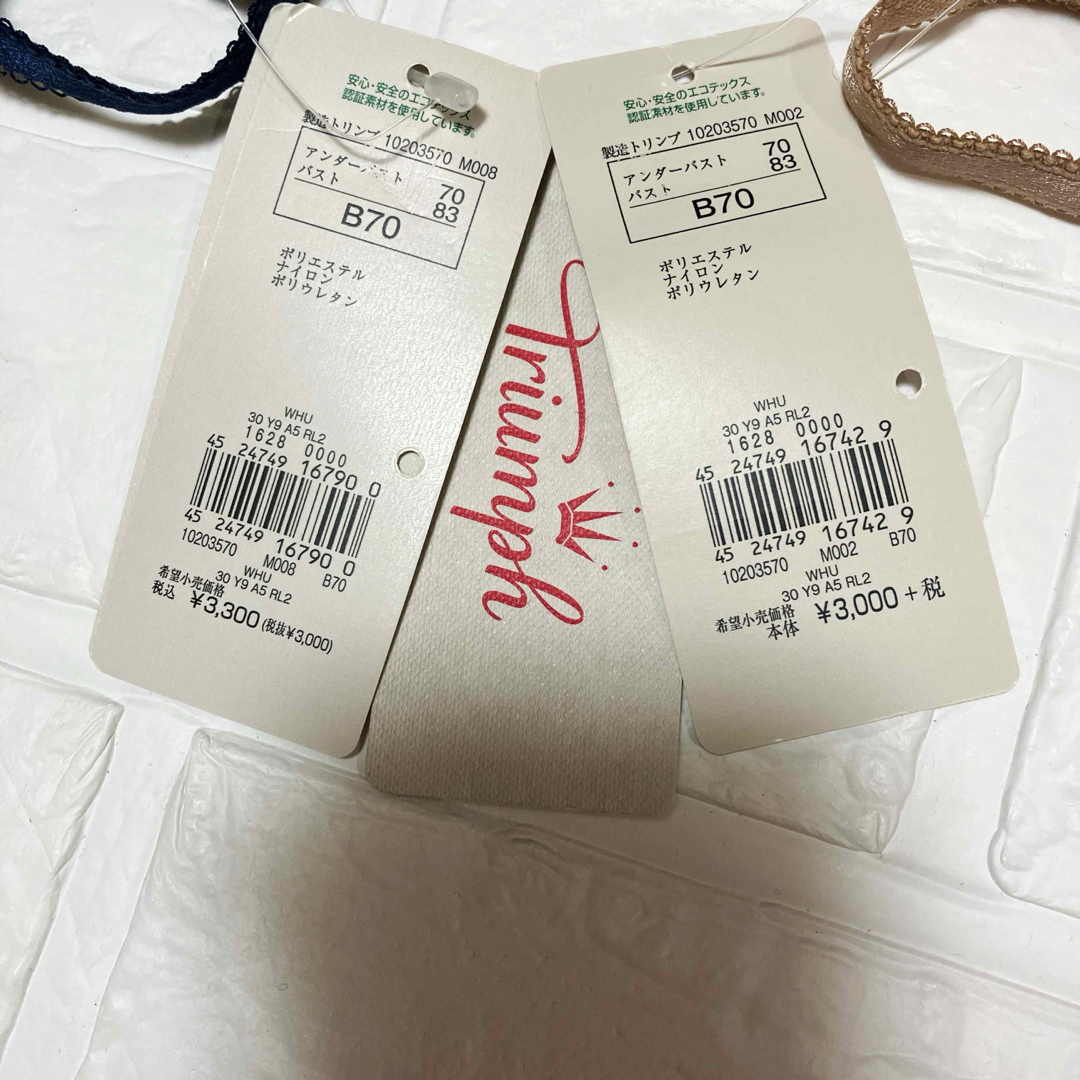 安心・安全のエコテックス
認証素材を使用しています。
製造トリンプ 10203570 M008
アンダーバスト 70
バスト 83
B70
ポリエステル
ナイロン
ポリウレタン
WHU
30 Y9 A5 RL2
1628 0000
45 24749 16790 0
45 24749 16790 0
10203570 M008 B70
WHU
30 Y9 A5 RL2
希望小売価格
税込 ¥3,300 (税抜¥3,000)
Triumph
安心・安全のエコテックス
認証素材を使用しています。
製造トリンプ 10203570 M002
アンダーバスト 70
バスト 83
B70
ポリエステル
ナイロン
ポリウレタン
WHU
30 Y9 A5 RL2
1628 0000
45 24749 16742 9
45 24749 16742 9
10203570 M002 B70
WHU
30 Y9 A5 RL2
希望小売価格
本体 ¥3,000+税